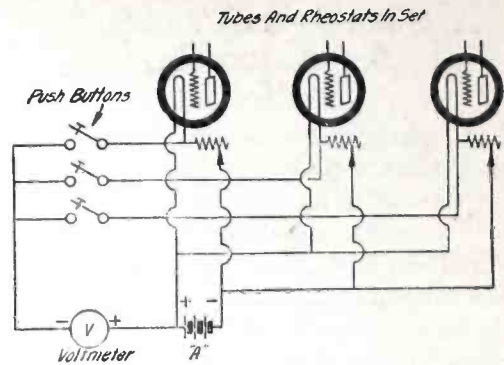 Tubes And Rheostats In Set
Push Buttons
+ -
- V +
Voltmeter "A"